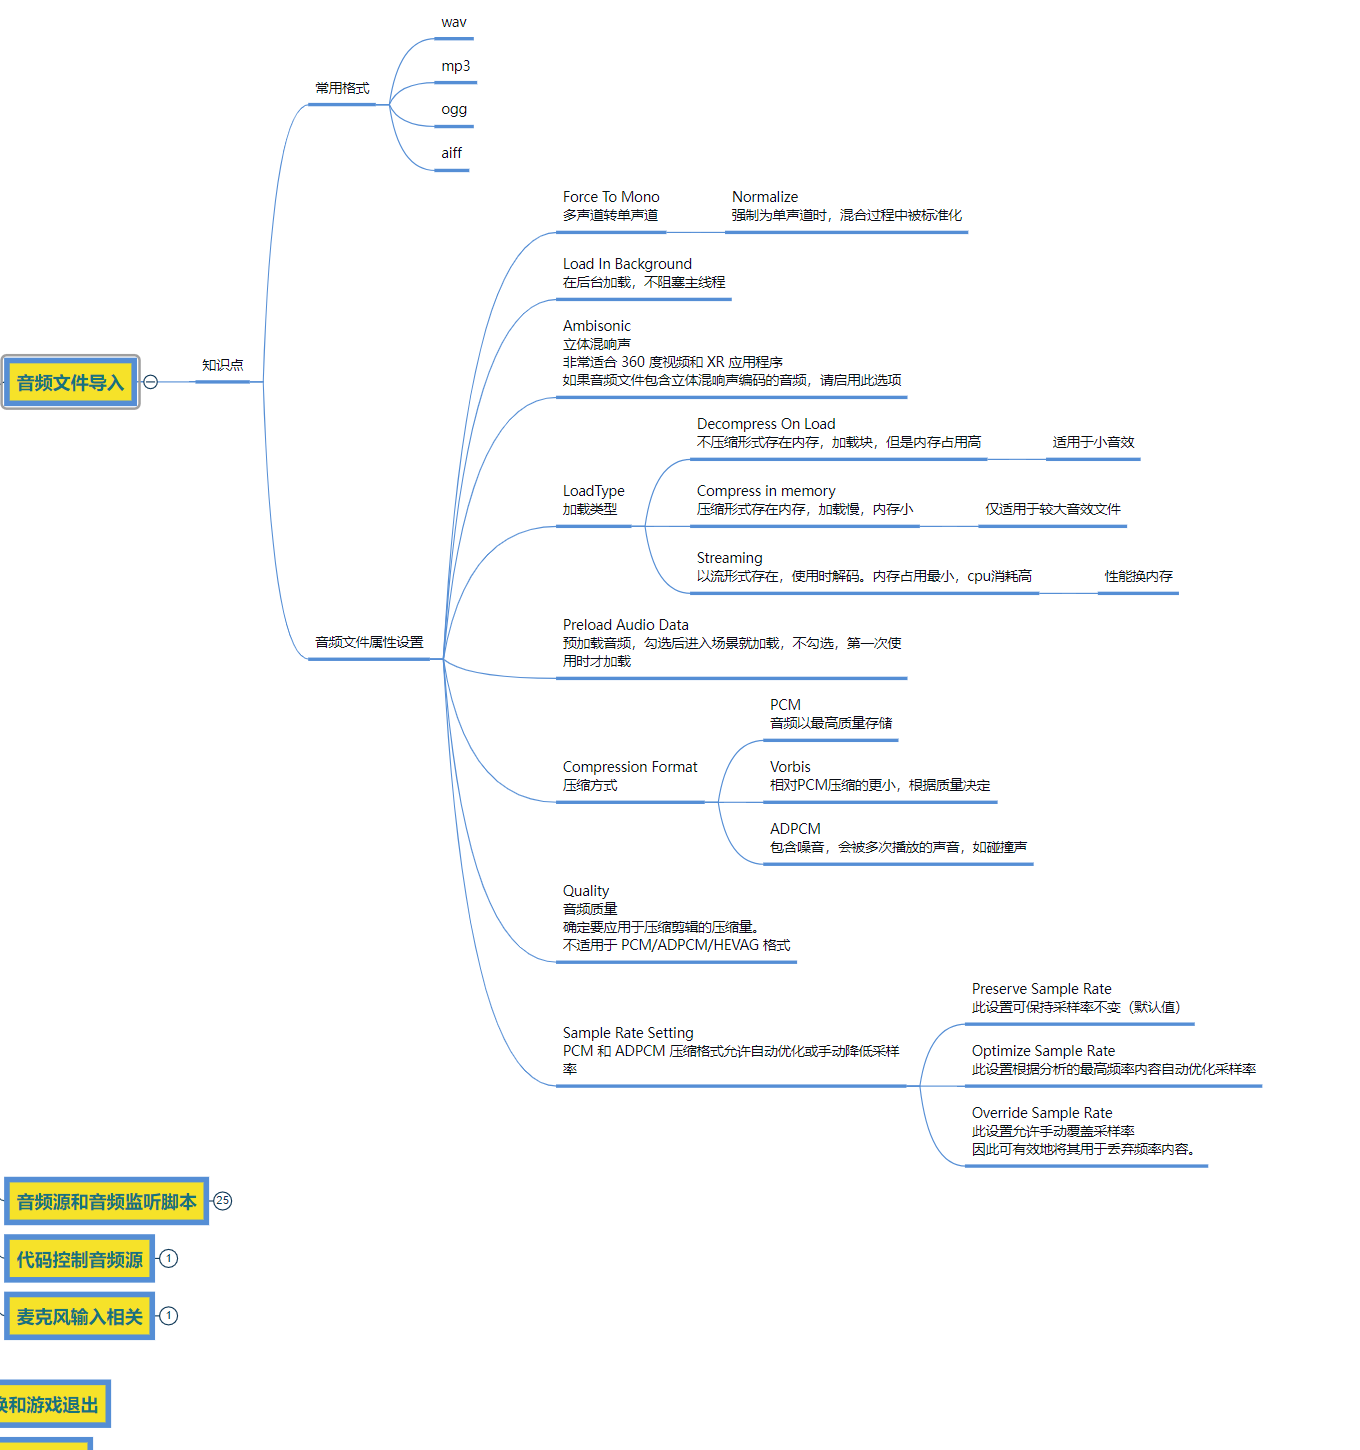 音频文件导入
知识点
常用格式
wav
mp3
ogg
aiff
音频文件属性设置
Force To Mono
多声道转单声道
Normalize
强制为单声道时，混合过程中被标准化
Load In Background
在后台加载，不阻塞主线程
Ambisonic
立体混响声
非常适合 360 度视频和 XR 应用程序
如果音频文件包含立体混响声编码的音频，请启用此选项
LoadType
加载类型
Decompress On Load
不压缩形式存在内存，加载块，但是内存占用高
适用于小音效
Compress in memory
压缩形式存在内存，加载慢，内存小
仅适用于较大音效文件
Streaming
以流形式存在，使用时解码。内存占用最小，cpu消耗高
性能换内存
Preload Audio Data
预加载音频，勾选后进入场景就加载，不勾选，第一次使
用时才加载
Compression Format
压缩方式
PCM
音频以最高质量存储
Vorbis
相对PCM压缩的更小，根据质量决定
ADPCM
包含噪音，会被多次播放的声音，如碰撞声
Quality
音频质量
确定要应用于压缩剪辑的压缩量。
不适用于 PCM/ADPCM/HEVAG 格式
Sample Rate Setting
PCM 和 ADPCM 压缩格式允许自动优化或手动降低采样
率
Preserve Sample Rate
此设置可保持采样率不变（默认值）
Optimize Sample Rate
此设置根据分析的最高频率内容自动优化采样率
Override Sample Rate
此设置允许手动覆盖采样率
因此可有效地将其用于丢弃频率内容。
音频源和音频监听脚本
25
代码控制音频源
1
麦克风输入相关
1
和游戏退出